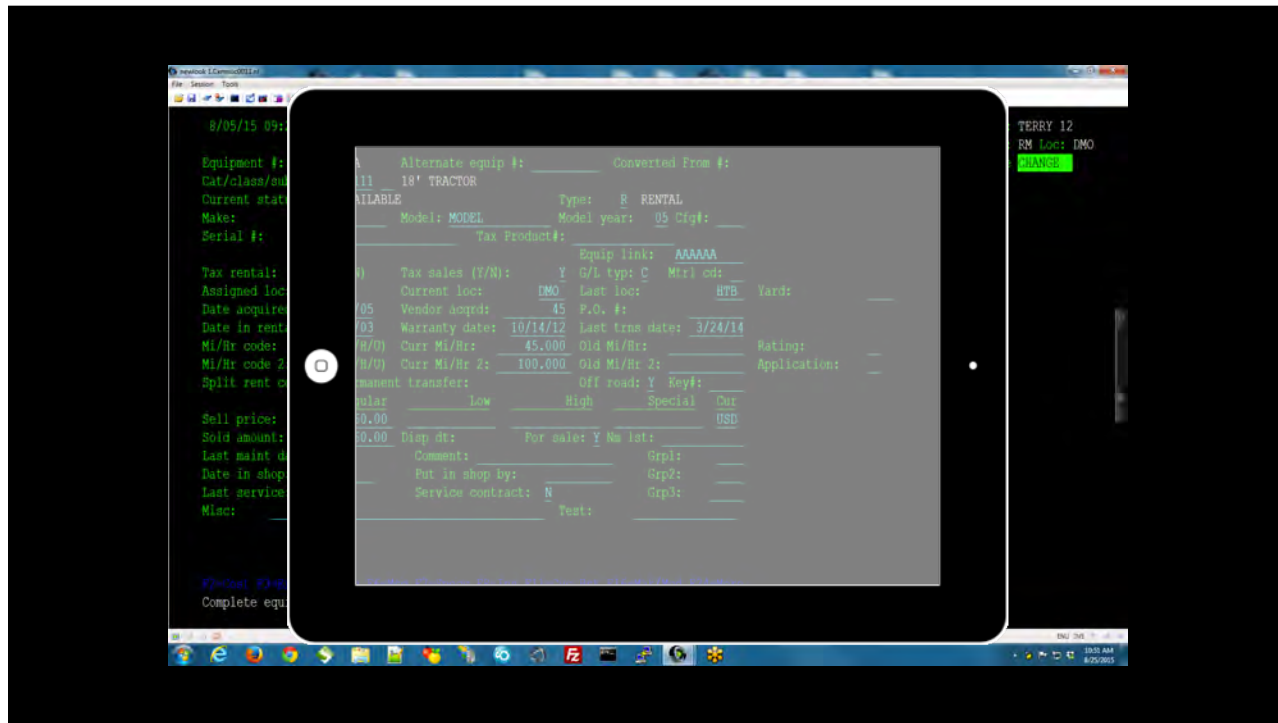 newlook
File Session Tools
8/05/15 09: TERRY 12
RM Loc: DMO
Equipment #: A Alternate equip #: Converted From #: CHANGE
Cat/class/su 111 18' TRACTOR
Current stat AILABLE Type: R RENTAL
Make: Model: MODEL Model year: 05 Cfg#:
Serial #: Tax Product#:
Equip link: AAAAAA
Tax rental: N) Tax sales (Y/N): Y G/L typ: C Mtrl cd:
Assigned loc Current loc: DMO Last loc: HTB Yard:
Date acquire /05 Vendor acqrd: 45 P.O. #:
Date in rent /03 Warranty date: 10/14/12 Last trns date: 3/24/14
Mi/Hr code: /H/U) Curr Mi/Hr: 45.000 Old Mi/Hr: Rating:
Mi/Hr code 2 /H/U) Curr Mi/Hr 2: 100.000 Old Mi/Hr 2: Application:
Split rent c manent transfer: Off road: Y Key#:
gular Low High Special Cur
Sell price: 50.00 USD
Sold amount: 50.00 Disp dt: For sale: Y Nm lst:
Last maint d Comment: Grp1:
Date in shop Put in shop by: Grp2:
Last service Service contract: N Grp3:
Misc: Test:
Complete equ
10:51 AM
8/25/2015